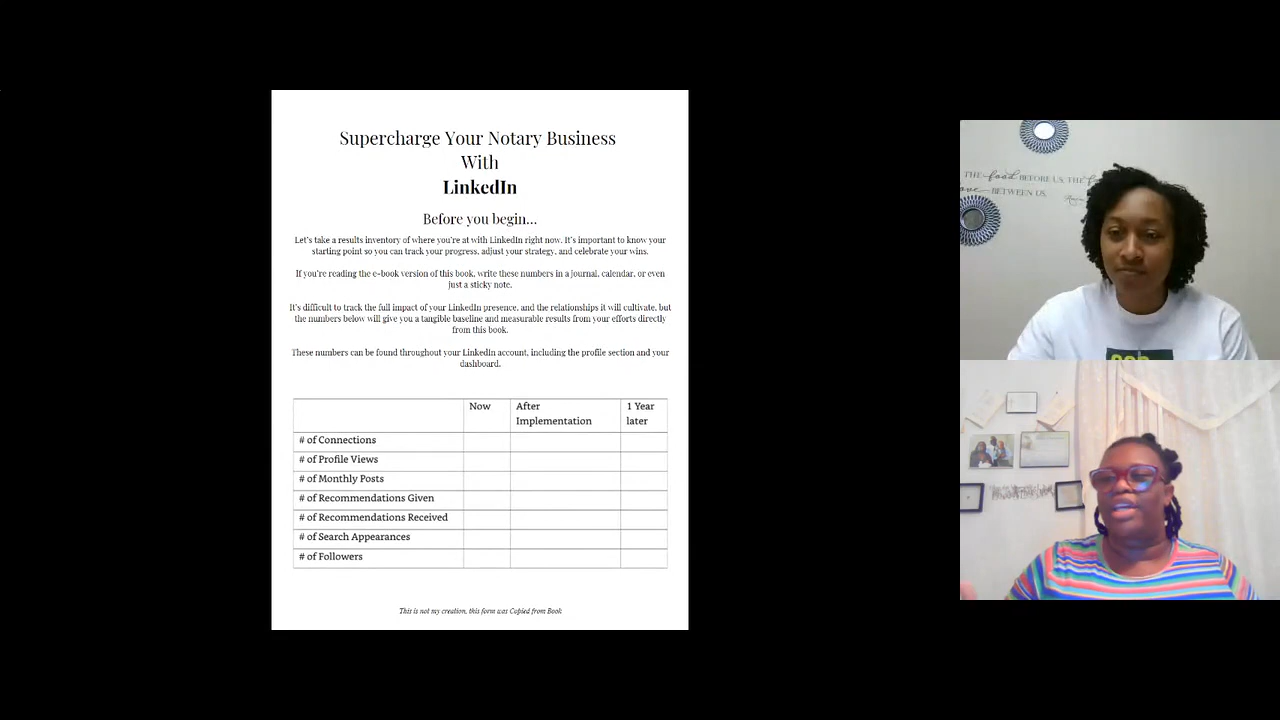 Supercharge Your Notary Business
With
LinkedIn
Before you begin...
Let's take a results inventory of where you're at with LinkedIn right now. It's important to know your
starting point so you can track your progress, adjust your strategy, and celebrate your wins.
If you're reading the e-book version of this book, write these numbers in a journal, calendar, or even
just a sticky note.
It's difficult to track the full impact of your LinkedIn presence, and the relationships it will cultivate, but
the numbers below will give you a tangible baseline and measurable results from your efforts directly
from this book.
These numbers can be found throughout your LinkedIn account, including the profile section and your
dashboard.
Now After 1 Year
Implementation later
# of Connections
# of Profile Views
# of Monthly Posts
# of Recommendations Given
# of Recommendations Received
# of Search Appearances
# of Followers
This is not my creation, this form was Copied from Book
THE food BEFORE US, THE
BETWEEN US,